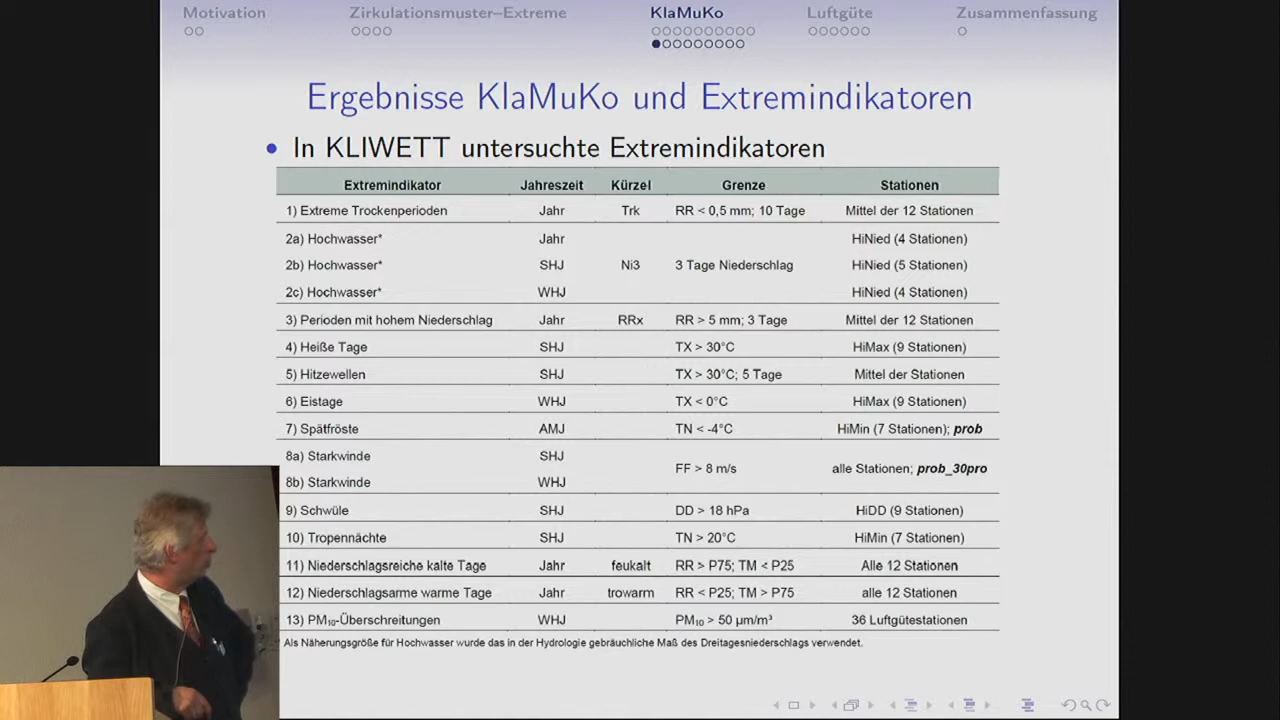 Motivation Zirkulationsmuster–Extreme KlaMuKo Luftgüte Zusammenfassung
Ergebnisse KlaMuKo und Extremindikatoren
In KLIWETT untersuchte Extremindikatoren
Extremindikator Jahreszeit Kürzel Grenze Stationen
1) Extreme Trockenperioden Jahr Trk RR < 0,5 mm; 10 Tage Mittel der 12 Stationen
2a) Hochwasser* Jahr HiNied (4 Stationen)
2b) Hochwasser* SHJ Ni3 3 Tage Niederschlag HiNied (5 Stationen)
2c) Hochwasser* WHJ HiNied (4 Stationen)
3) Perioden mit hohem Niederschlag Jahr RRx RR > 5 mm; 3 Tage Mittel der 12 Stationen
4) Heiße Tage SHJ TX > 30°C HiMax (9 Stationen)
5) Hitzewellen SHJ TX > 30°C; 5 Tage Mittel der Stationen
6) Eistage WHJ TX < 0°C HiMax (9 Stationen)
7) Spätfröste AMJ TN < -4°C HiMin (7 Stationen); prob
8a) Starkwinde SHJ
FF > 8 m/s alle Stationen; prob_30pro
8b) Starkwinde WHJ
9) Schwüle SHJ DD > 18 hPa HiDD (9 Stationen)
10) Tropennächte SHJ TN > 20°C HiMin (7 Stationen)
11) Niederschlagsreiche kalte Tage Jahr feukalt RR > P75; TM < P25 Alle 12 Stationen
12) Niederschlagsarme warme Tage Jahr trowarm RR < P25; TM > P75 alle 12 Stationen
13) PM₁₀-Überschreitungen WHJ PM₁₀ > 50 µm/m³ 36 Luftgütestationen
Als Näherungsgröße für Hochwasser wurde das in der Hydrologie gebräuchliche Maß des Dreitagesniederschlags verwendet.